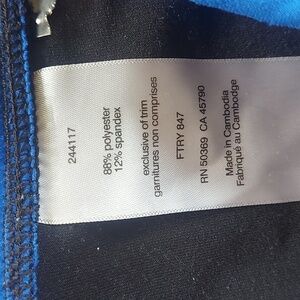 244117
88% polyester
12% spandex
exclusive of trim
garnitures non comprises
FTRY 847
RN 50369 CA 45790
Made in Cambodia
Fabriqué au Cambodge